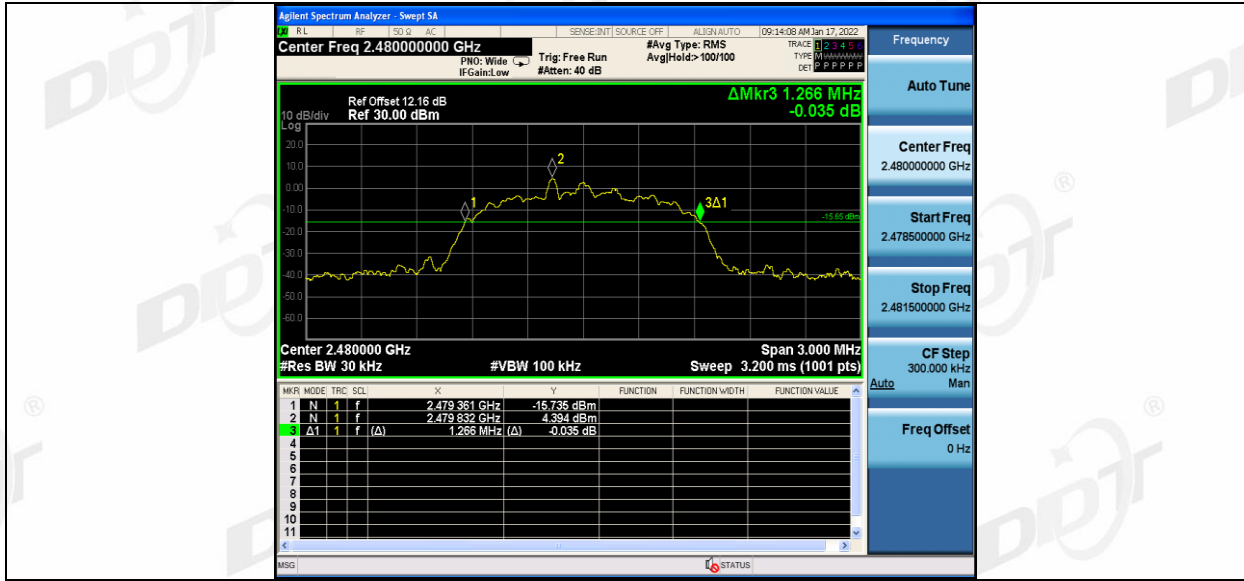 Agilent Spectrum Analyzer - Swept SA
RL RF 50 Ω AC SENSE:INT SOURCE OFF ALIGN AUTO 09:14:08 AM Jan 17, 2022
Center Freq 2.480000000 GHz
#Avg Type: RMS
TRACE 1 2 3 4 5 6
PNO: Wide
Trig: Free Run
Avg|Hold:>100/100
TYPE M
IFGain:Low
#Atten: 40 dB
DET P P P P P P
Frequency
ΔMkr3 1.266 MHz
-0.035 dB
Ref Offset 12.16 dB
10 dB/div Ref 30.00 dBm
Log
20.0
10.0
0.00
-10.0
-20.0
-30.0
-40.0
-50.0
-60.0
1
2
3Δ1
-15.65 dBm
Center 2.480000 GHz Span 3.000 MHz
#Res BW 30 kHz #VBW 100 kHz Sweep 3.200 ms (1001 pts)
MKR MODE TRC SCL X Y FUNCTION FUNCTION WIDTH FUNCTION VALUE
1 N 1 f 2.479 361 GHz -15.735 dBm
2 N 1 f 2.479 832 GHz 4.394 dBm
3 Δ1 1 f (Δ) 1.266 MHz (Δ) -0.035 dB
4
5
6
7
8
9
10
11
MSG STATUS
Auto Tune
Center Freq
2.480000000 GHz
Start Freq
2.478500000 GHz
Stop Freq
2.481500000 GHz
CF Step
300.000 kHz
Auto Man
Freq Offset
0 Hz
DDT
®